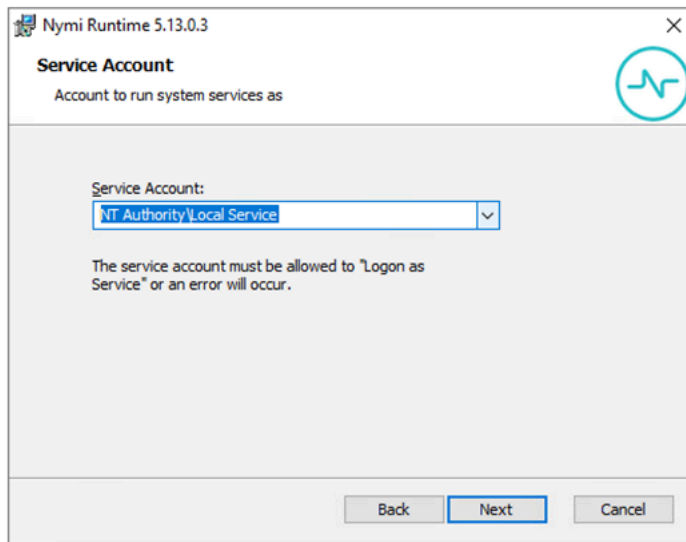 Nymi Runtime 5.13.0.3
Service Account
Account to run system services as
Service Account:
NT Authority\Local Service
The service account must be allowed to "Logon as
Service" or an error will occur.
Back
Next
Cancel